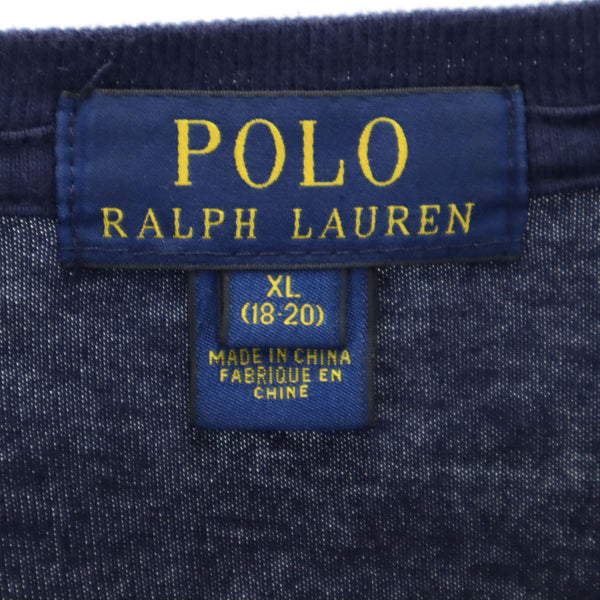 POLO
RALPH LAUREN
XL
(18-20)
MADE IN CHINA
FABRIQUE EN
CHINE